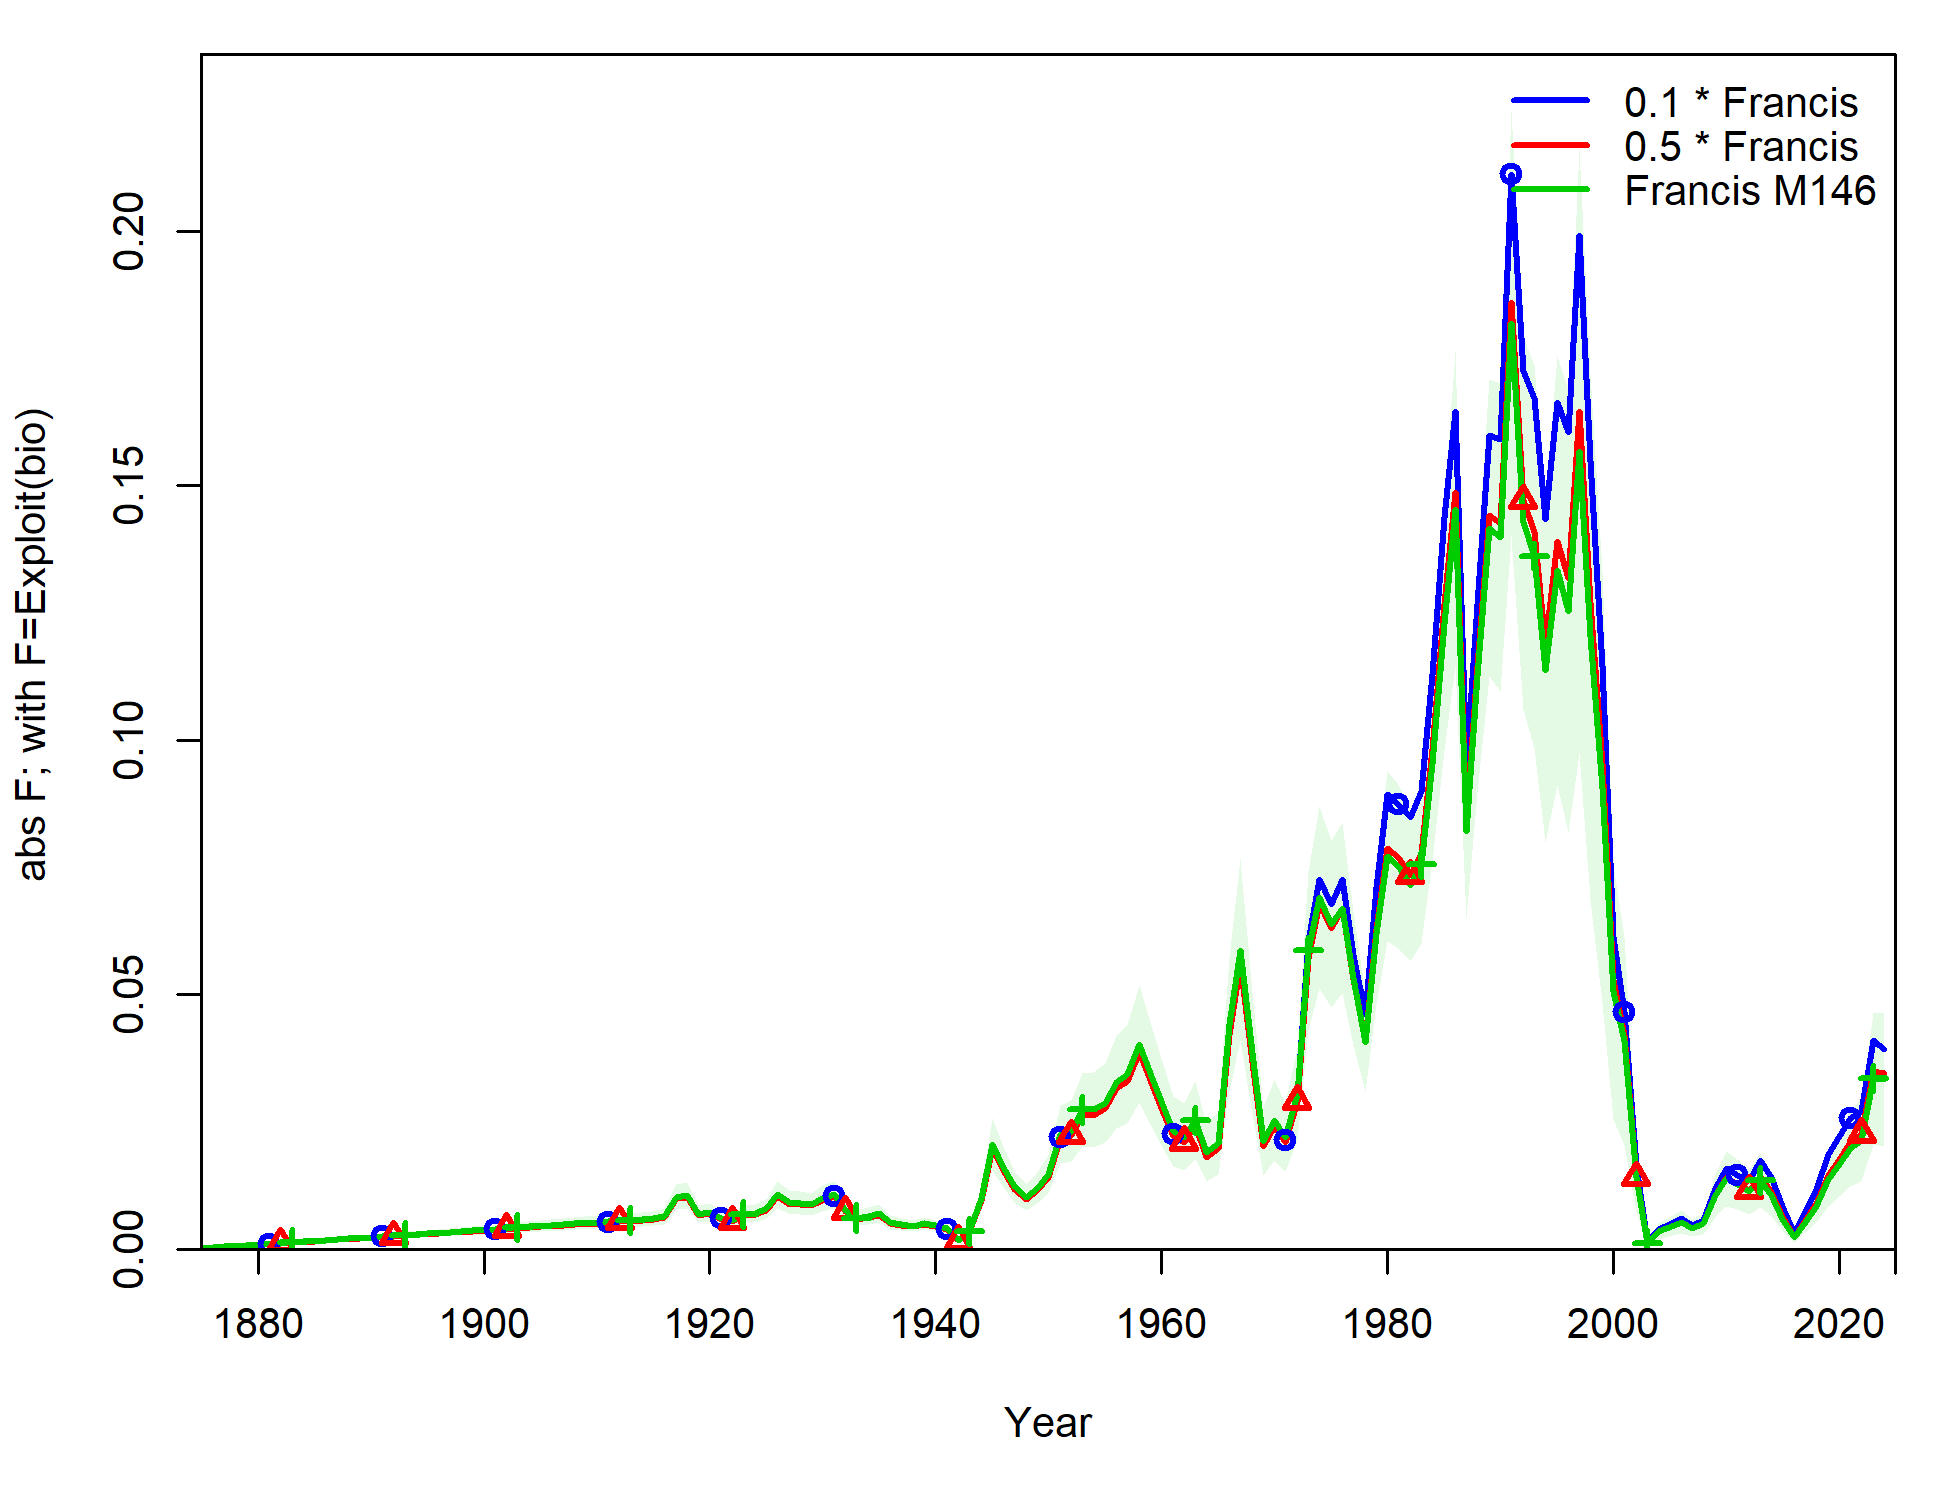 0.1 * Francis
0.5 * Francis
Francis M146
abs F; with F=Exploit(bio)
0.20
0.15
0.10
0.05
0.00
1880 1900 1920 1940 1960 1980 2000 2020
Year